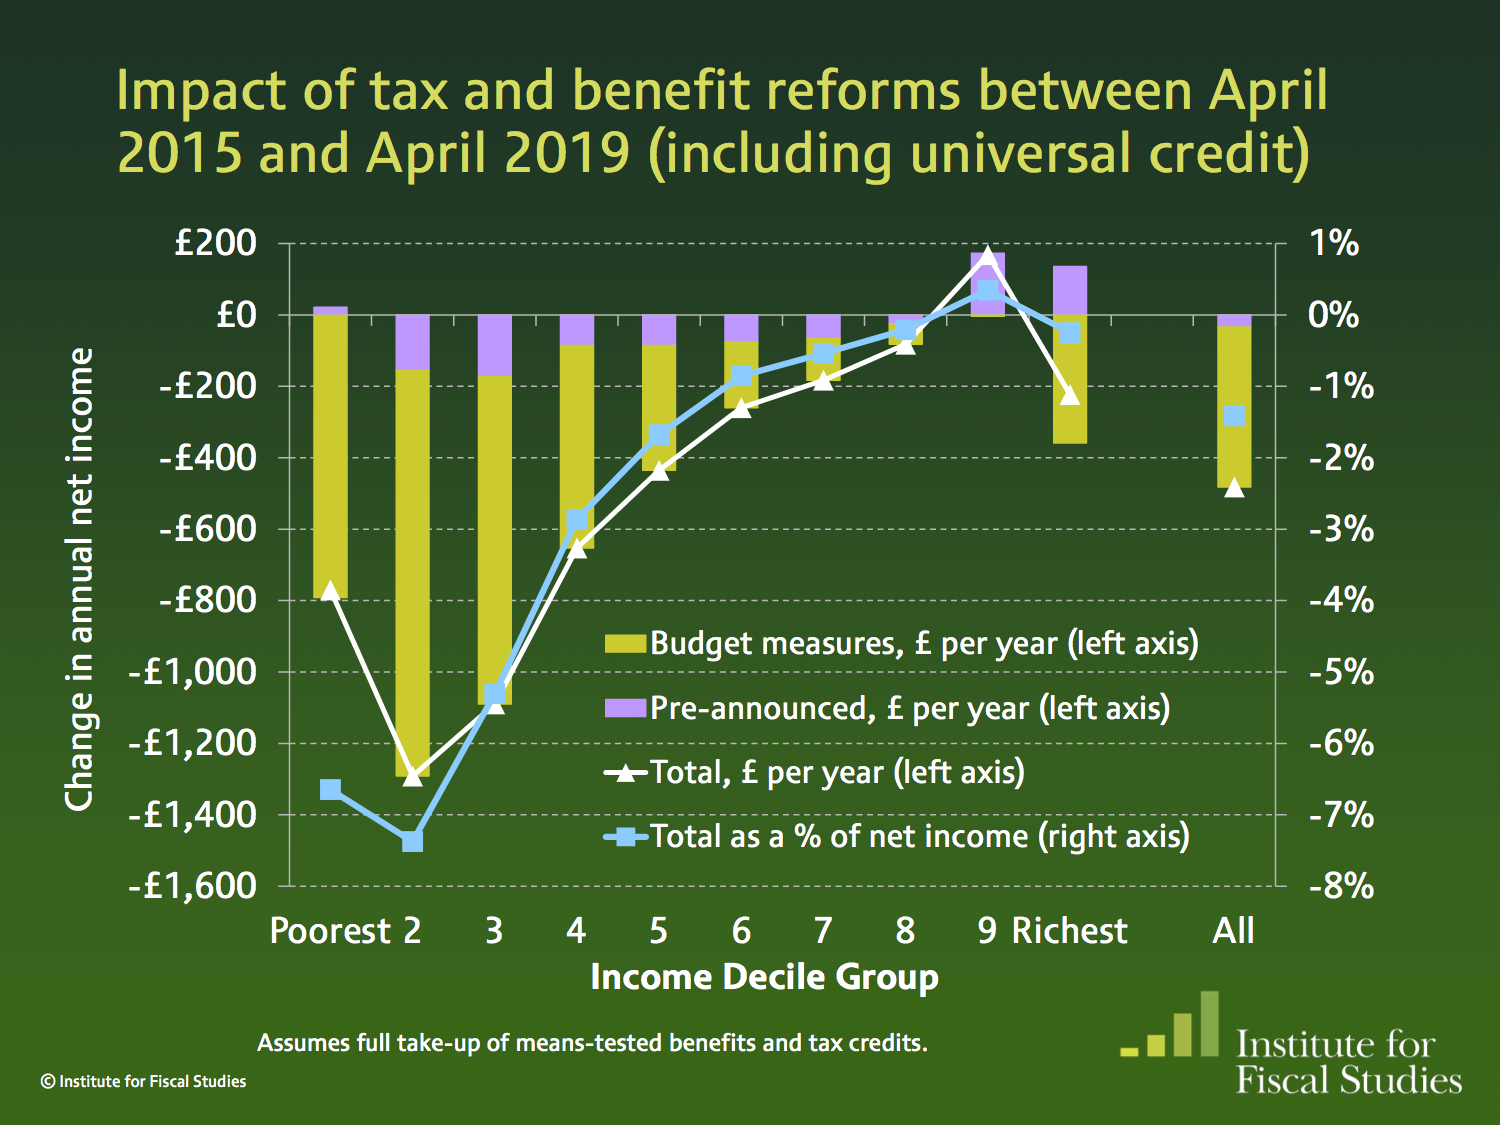 Impact of tax and benefit reforms between April
2015 and April 2019 (including universal credit)
£200
£0
-£200
-£400
-£600
-£800
-£1,000
-£1,200
-£1,400
-£1,600
Change in annual net income
1%
0%
-1%
-2%
-3%
-4%
-5%
-6%
-7%
-8%
Budget measures, £ per year (left axis)
Pre-announced, £ per year (left axis)
Total, £ per year (left axis)
Total as a % of net income (right axis)
Poorest 2 3 4 5 6 7 8 9 Richest All
Income Decile Group
Assumes full take-up of means-tested benefits and tax credits.
© Institute for Fiscal Studies
Institute for
Fiscal Studies